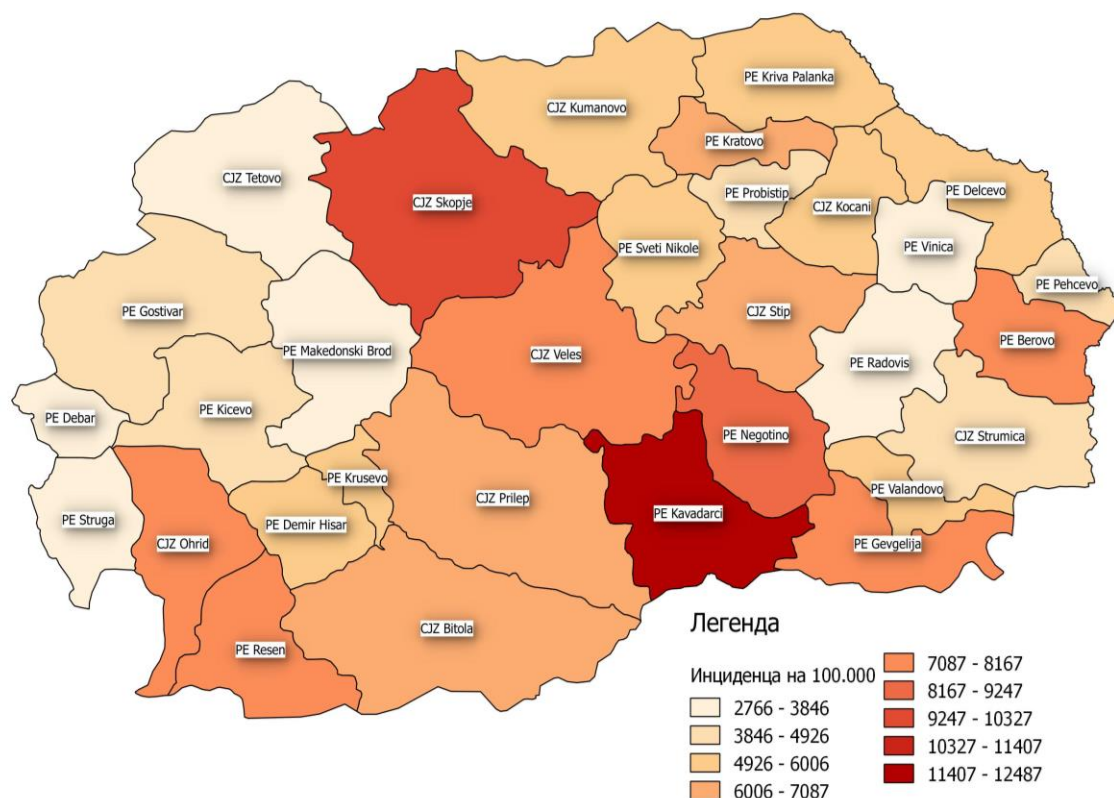 PE Kriva Palanka
CJZ Kumanovo
PE Kratovo
CJZ Tetovo
PE Probistip
PE Delcevo
CJZ Skopje
CJZ Kocani
PE Vinica
PE Sveti Nikole
PE Pehcevo
PE Gostivar
CJZ Stip
PE Berovo
PE Makedonski Brod
CJZ Veles
PE Radovis
PE Debar
PE Kicevo
PE Negotino
CJZ Strumica
PE Krusevo
CJZ Prilep
PE Valandovo
PE Struga
PE Demir Hisar
PE Kavadarci
CJZ Ohrid
PE Gevgelija
CJZ Bitola
PE Resen
Легенда
Инциденца на 100.000
2766 - 3846
3846 - 4926
4926 - 6006
6006 - 7087
7087 - 8167
8167 - 9247
9247 - 10327
10327 - 11407
11407 - 12487